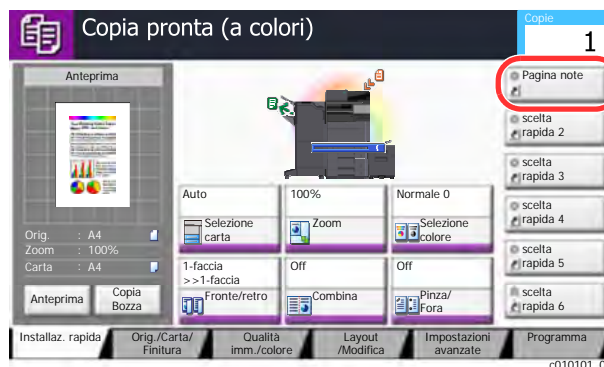 Copia pronta (a colori)
Copie
1
Anteprima
Orig. : A4
Zoom : 100%
Carta : A4
Anteprima
Copia
Bozza
Auto
Selezione
carta
100%
Zoom
Normale 0
Selezione
colore
1-faccia
>>1-faccia
Fronte/retro
Off
Combina
Off
Pinza/
Fora
Pagina note
scelta
rapida 2
scelta
rapida 3
scelta
rapida 4
scelta
rapida 5
scelta
rapida 6
Installaz. rapida
Orig./Carta/
Finitura
Qualità
imm./colore
Layout
/Modifica
Impostazioni
avanzate
Programma